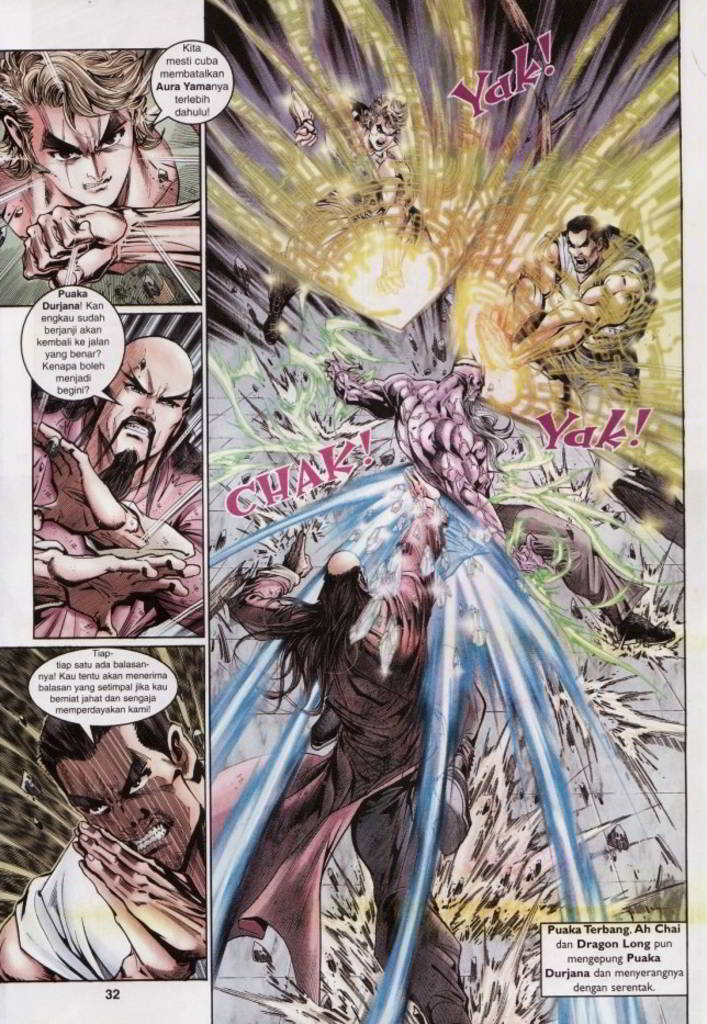 Kita
mesti cuba
membatalkan
Aura Yamanya
terlebih
dahulu!
Puaka
Durjana! Kan
engkau sudah
berjanji akan
kembali ke jalan
yang benar?
Kenapa boleh
menjadi
begini?
Tiap-
tiap satu ada balasan-
nya! Kau tentu akan menerima
balasan yang setimpal jika kau
berniat jahat dan sengaja
memperdayakan kami!
Yak!
Yak!
CHAK!
Puaka Terbang, Ah Chai
dan Dragon Long pun
mengepung Puaka
Durjana dan menyerangnya
dengan serentak.
32